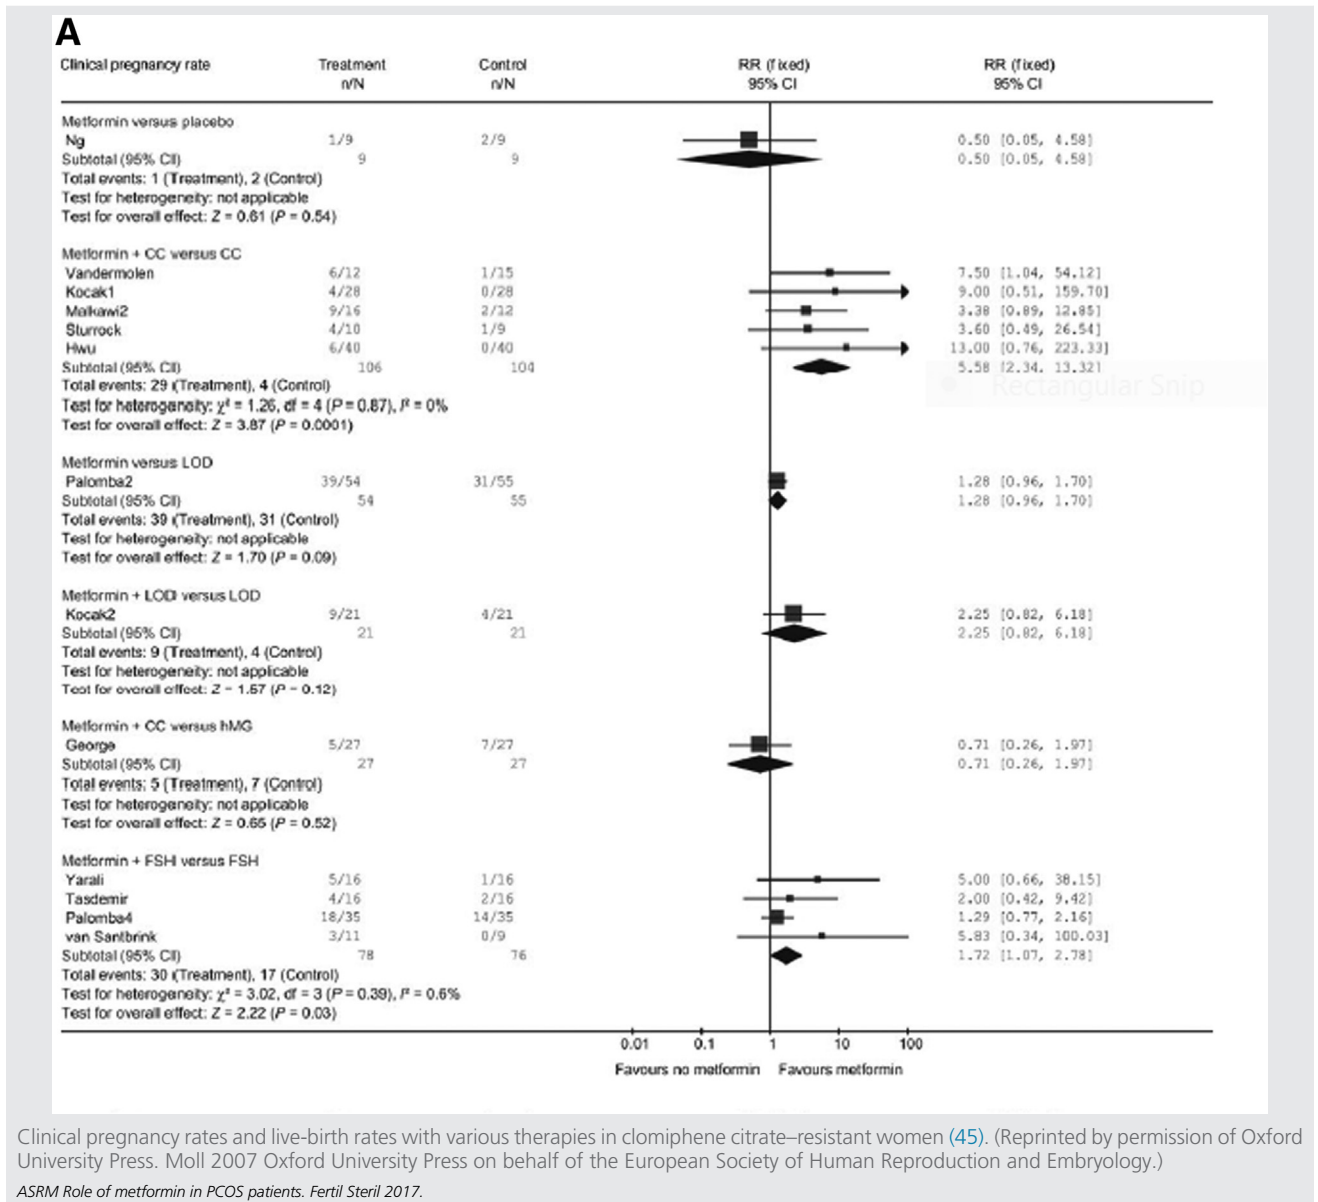 A
Clinical pregnancy rate Treatment Control RR (fixed) RR (fixed)
n/N n/N 95% CI 95% CI
Metformin versus placebo
Ng 1/9 2/9 0.50 [0.05, 4.58]
Subtotal (95% CI) 9 9 0.50 [0.05, 4.58]
Total events: 1 (Treatment), 2 (Control)
Test for heterogeneity: not applicable
Test for overall effect: Z = 0.61 (P = 0.54)
Metformin + CC versus CC
Vandermolen 6/12 1/15 7.50 [1.04, 54.12]
Kocak1 4/28 0/28 9.00 [0.51, 159.70]
Malkawi2 9/16 2/12 3.38 [0.89, 12.85]
Sturrock 4/10 1/9 3.60 [0.49, 26.54]
Hwu 6/40 0/40 13.00 [0.76, 223.33]
Subtotal (95% CI) 106 104 5.58 [2.34, 13.32]
Rectangular Snip
Total events: 29 (Treatment), 4 (Control)
Test for heterogeneity: χ² = 1.26, df = 4 (P = 0.87), I² = 0%
Test for overall effect: Z = 3.87 (P = 0.0001)
Metformin versus LOD
Palomba2 39/54 31/55 1.28 [0.96, 1.70]
Subtotal (95% CI) 54 55 1.28 [0.96, 1.70]
Total events: 39 (Treatment), 31 (Control)
Test for heterogeneity: not applicable
Test for overall effect: Z = 1.70 (P = 0.09)
Metformin + LOD versus LOD
Kocak2 9/21 4/21 2.25 [0.82, 6.18]
Subtotal (95% CI) 21 21 2.25 [0.82, 6.18]
Total events: 9 (Treatment), 4 (Control)
Test for heterogeneity: not applicable
Test for overall effect: Z = 1.57 (P = 0.12)
Metformin + CC versus hMG
George 5/27 7/27 0.71 [0.26, 1.97]
Subtotal (95% CI) 27 27 0.71 [0.26, 1.97]
Total events: 5 (Treatment), 7 (Control)
Test for heterogeneity: not applicable
Test for overall effect: Z = 0.65 (P = 0.52)
Metformin + FSH versus FSH
Yarali 5/16 1/16 5.00 [0.66, 38.15]
Tasdemir 4/16 2/16 2.00 [0.42, 9.42]
Palomba4 18/35 14/35 1.29 [0.77, 2.16]
van Santbrink 3/11 0/9 5.83 [0.34, 100.03]
Subtotal (95% CI) 78 76 1.72 [1.07, 2.78]
Total events: 30 (Treatment), 17 (Control)
Test for heterogeneity: χ² = 3.02, df = 3 (P = 0.39), I² = 0.6%
Test for overall effect: Z = 2.22 (P = 0.03)
0.01 0.1 1 10 100
Favours no metformin Favours metformin
Clinical pregnancy rates and live-birth rates with various therapies in clomiphene citrate–resistant women (45). (Reprinted by permission of Oxford
University Press. Moll 2007 Oxford University Press on behalf of the European Society of Human Reproduction and Embryology.)
ASRM Role of metformin in PCOS patients. Fertil Steril 2017.